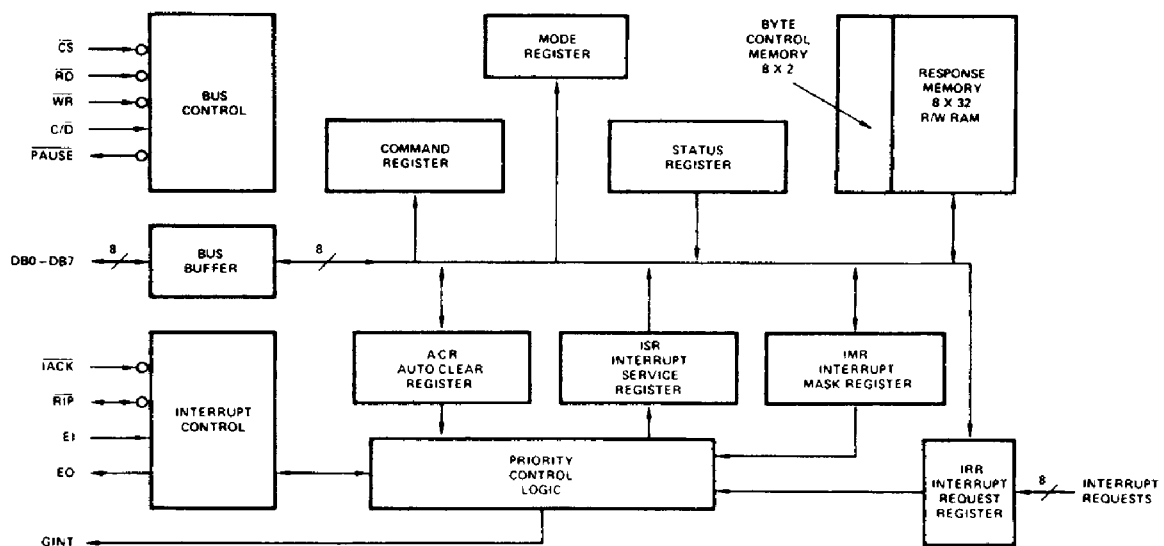 CS
RD
WR
C/D
PAUSE
BUS
CONTROL
MODE
REGISTER
BYTE
CONTROL
MEMORY
8 X 2
RESPONSE
MEMORY
8 X 32
R/W RAM
COMMAND
REGISTER
STATUS
REGISTER
DB0–DB7
8
BUS
BUFFER
8
IACK
RIP
EI
EO
INTERRUPT
CONTROL
ACR
AUTO CLEAR
REGISTER
ISR
INTERRUPT
SERVICE
REGISTER
IMR
INTERRUPT
MASK REGISTER
PRIORITY
CONTROL
LOGIC
IRR
INTERRUPT
REQUEST
REGISTER
8
INTERRUPT
REQUESTS
GINT